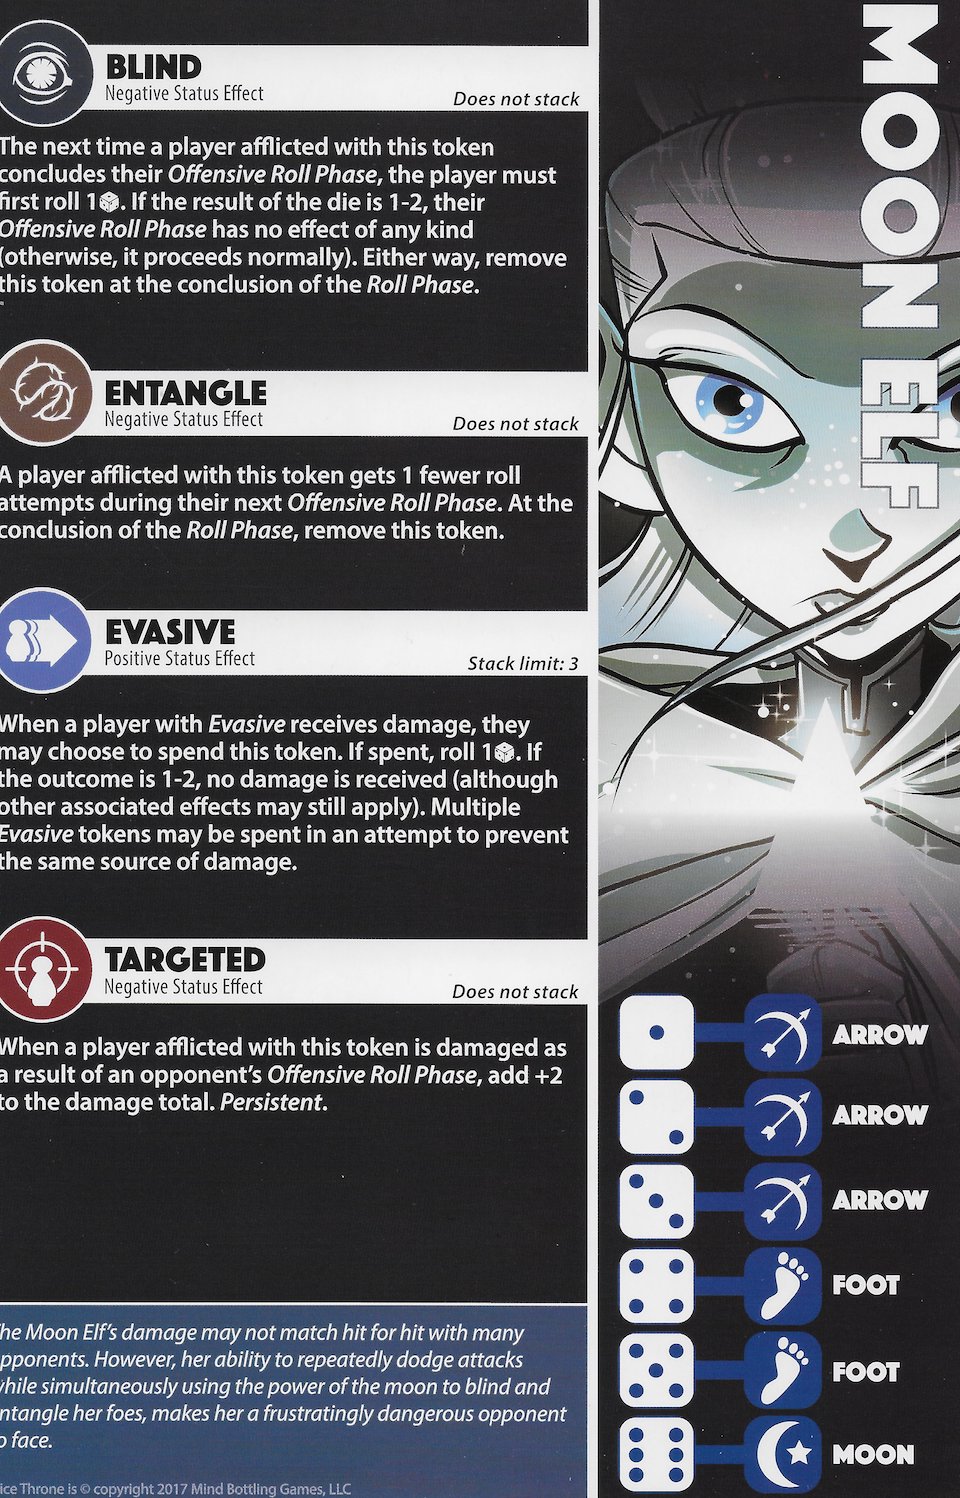 BLIND
Negative Status Effect
Does not stack
The next time a player afflicted with this token
concludes their Offensive Roll Phase, the player must
first roll 1. If the result of the die is 1-2, their
Offensive Roll Phase has no effect of any kind
(otherwise, it proceeds normally). Either way, remove
this token at the conclusion of the Roll Phase.
ENTANGLE
Negative Status Effect
Does not stack
A player afflicted with this token gets 1 fewer roll
attempts during their next Offensive Roll Phase. At the
conclusion of the Roll Phase, remove this token.
EVASIVE
Positive Status Effect
Stack limit: 3
When a player with Evasive receives damage, they
may choose to spend this token. If spent, roll 1. If
the outcome is 1-2, no damage is received (although
other associated effects may still apply). Multiple
Evasive tokens may be spent in an attempt to prevent
the same source of damage.
TARGETED
Negative Status Effect
Does not stack
When a player afflicted with this token is damaged as
a result of an opponent's Offensive Roll Phase, add +2
to the damage total. Persistent.
he Moon Elf's damage may not match hit for hit with many
pponents. However, her ability to repeatedly dodge attacks
while simultaneously using the power of the moon to blind and
ntangle her foes, makes her a frustratingly dangerous opponent
o face.
ice Throne is © copyright 2017 Mind Bottling Games, LLC
MOON ELF
ARROW
ARROW
ARROW
FOOT
FOOT
MOON